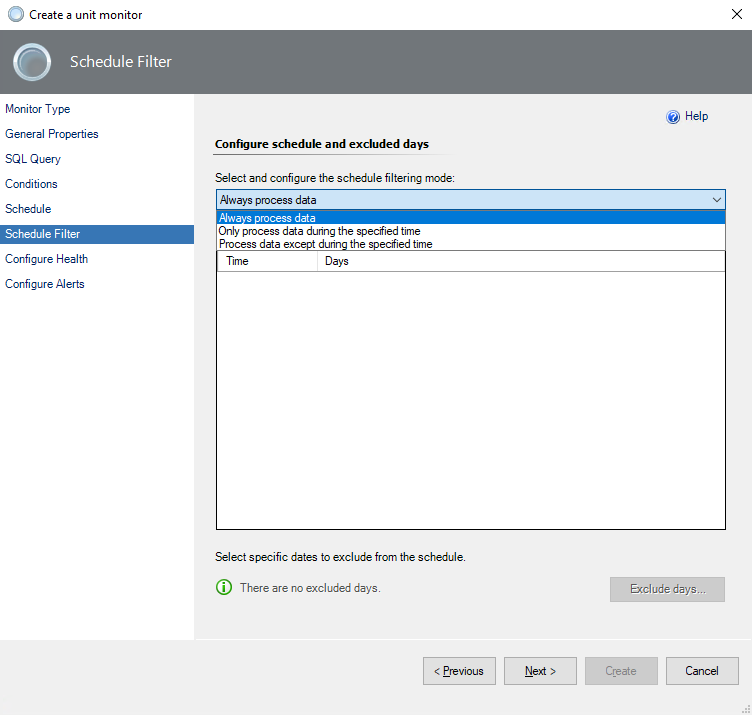 Create a unit monitor
Schedule Filter
Monitor Type
General Properties
SQL Query
Conditions
Schedule
Schedule Filter
Configure Health
Configure Alerts
Help
Configure schedule and excluded days
Select and configure the schedule filtering mode:
Always process data
Always process data
Only process data during the specified time
Process data except during the specified time
Time Days
Select specific dates to exclude from the schedule.
There are no excluded days. Exclude days...
< Previous Next > Create Cancel